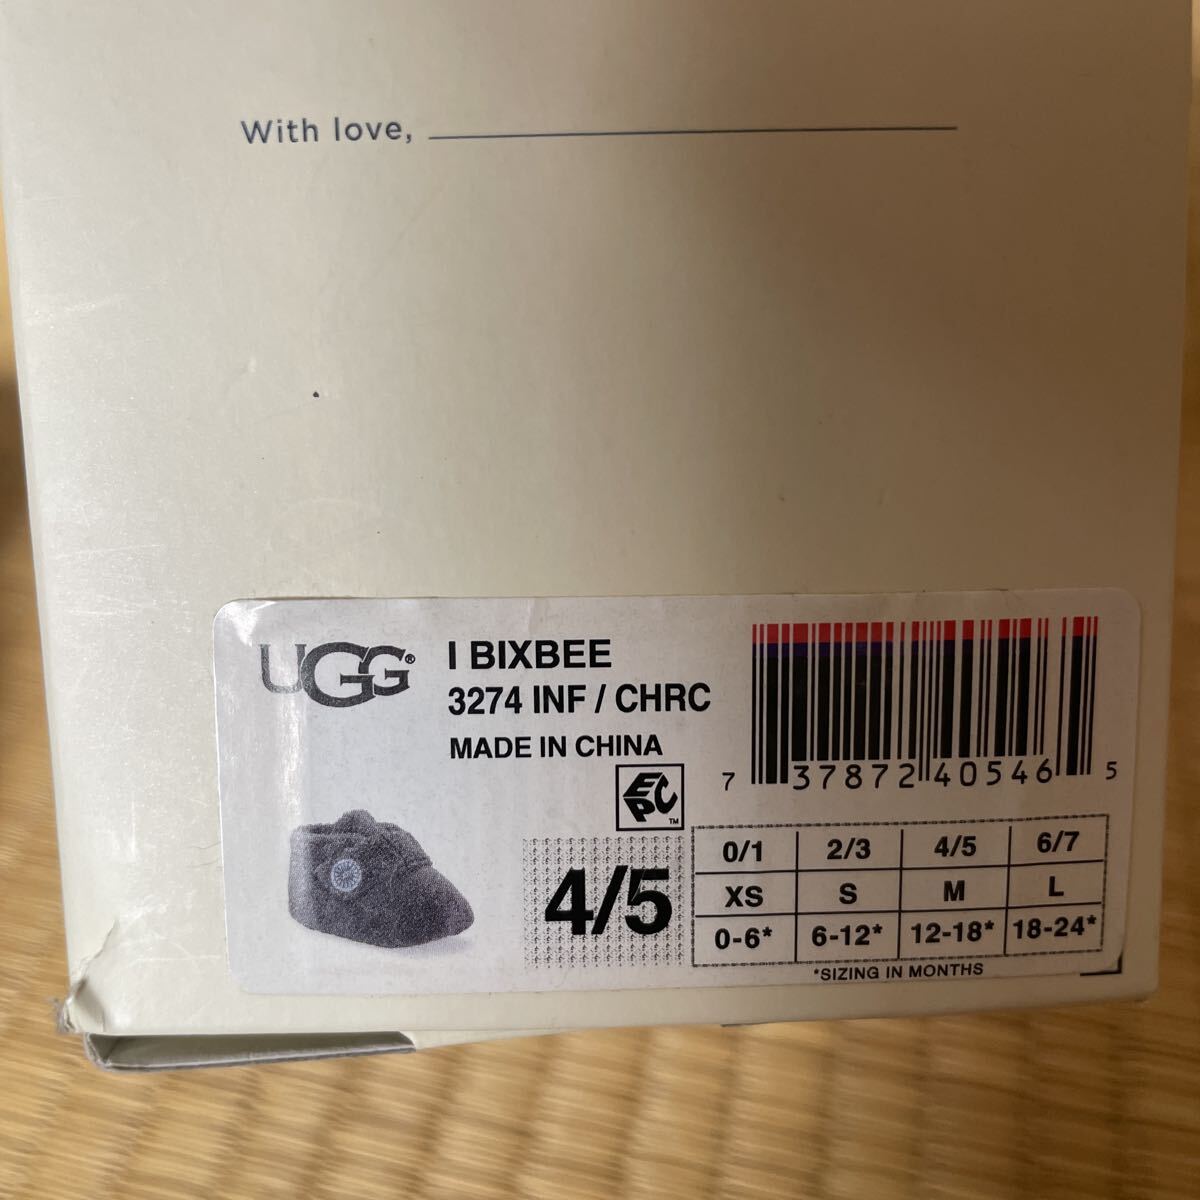 With love,
UGG®
I BIXBEE
3274 INF / CHRC
MADE IN CHINA
EPC™
7 37872 40546 5
4/5
0/1 2/3 4/5 6/7
XS S M L
0-6* 6-12* 12-18* 18-24*
*SIZING IN MONTHS